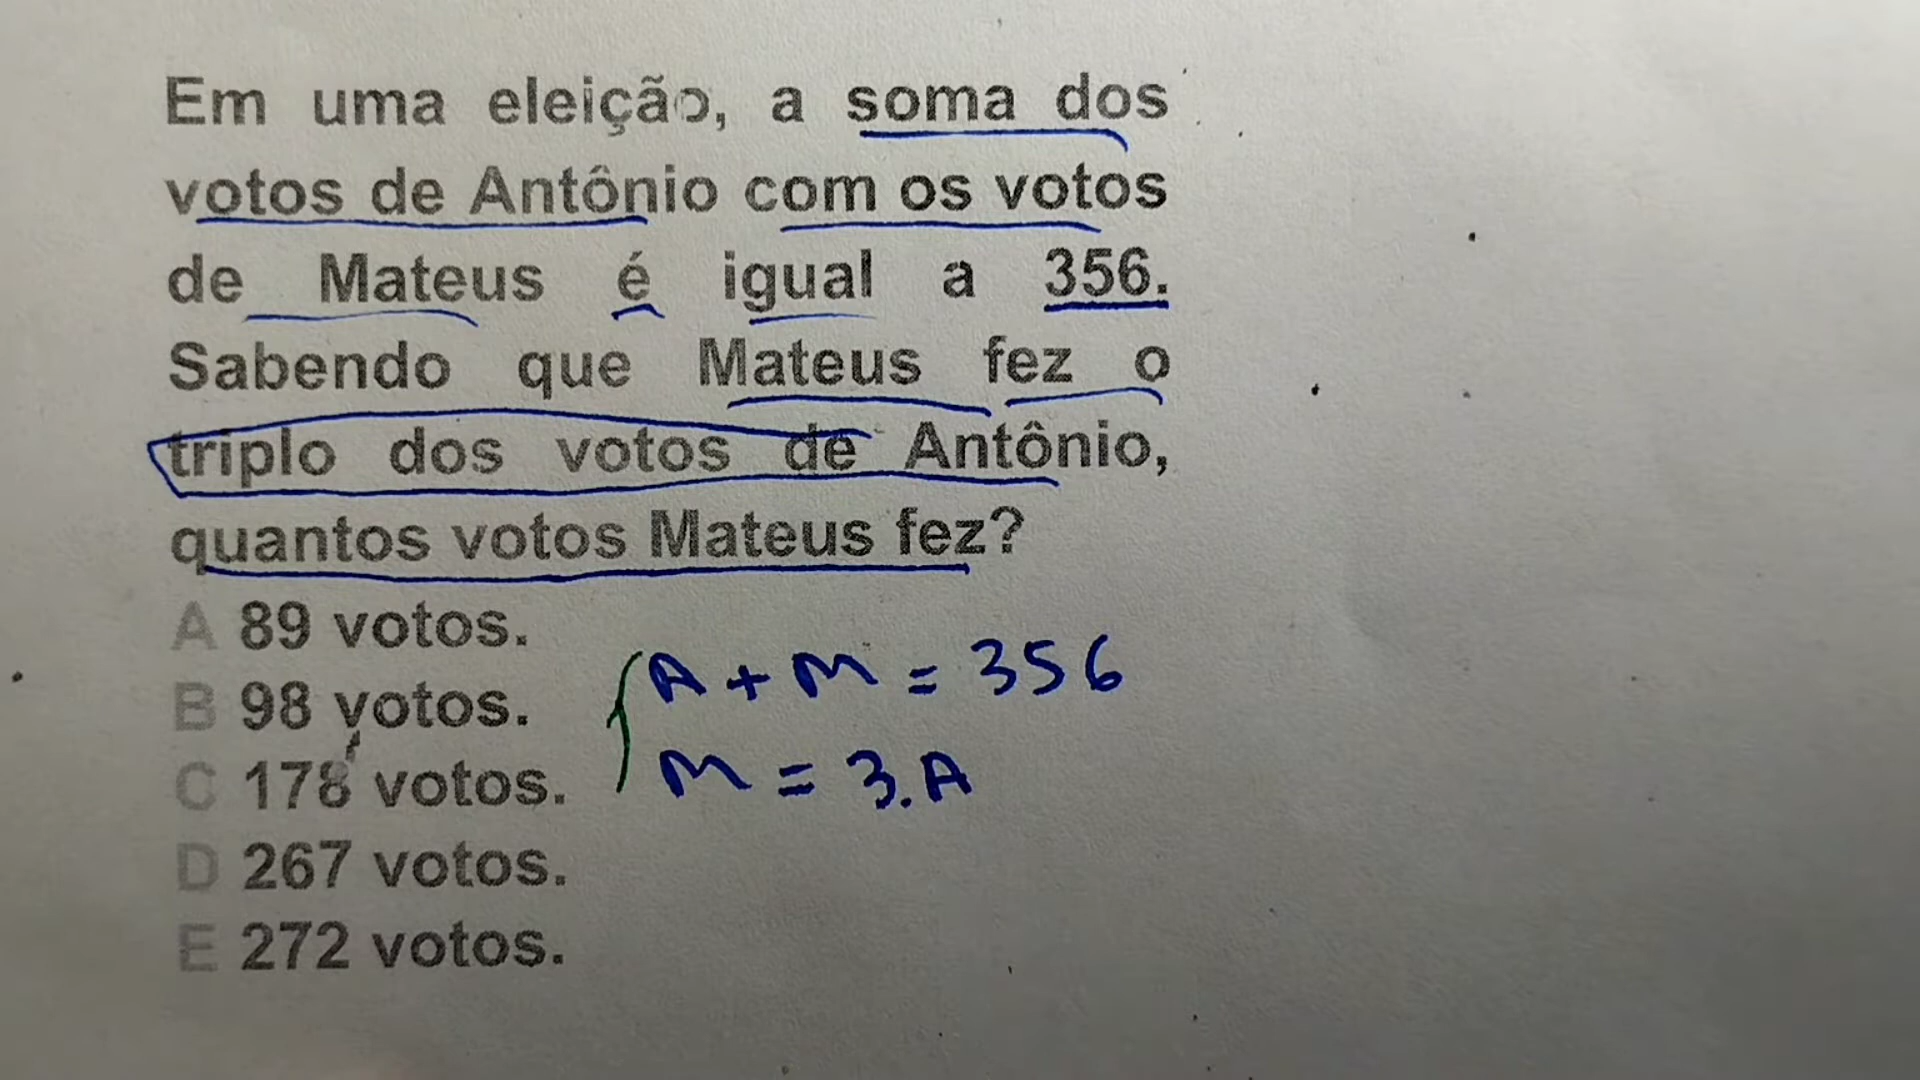 Em uma eleição, a soma dos
votos de Antônio com os votos
de Mateus é igual a 356.
Sabendo que Mateus fez o
triplo dos votos de Antônio,
quantos votos Mateus fez?
A 89 votos.
B 98 votos.
C 178 votos.
D 267 votos.
E 272 votos.
A + M = 356
M = 3.A